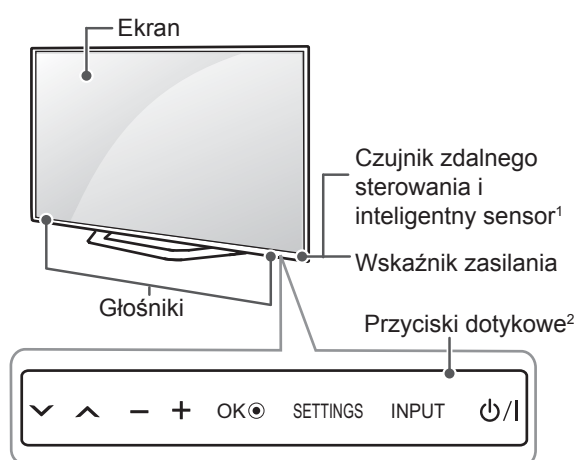 Ekran
Czujnik zdalnego
sterowania i
inteligentny sensor¹
Wskaźnik zasilania
Głośniki
Przyciski dotykowe²
− + OK◉ SETTINGS INPUT ⏻/I